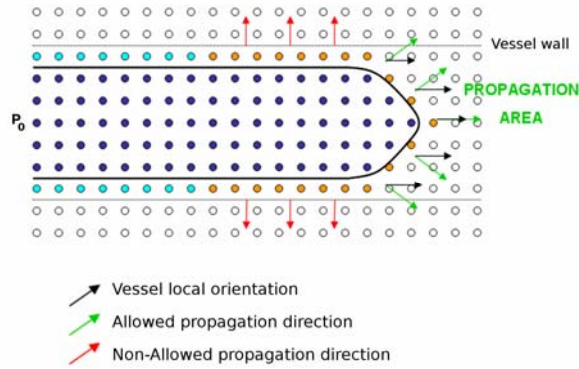 Vessel wall
PROPAGATION
P0
AREA
Vessel local orientation
Allowed propagation direction
Non-Allowed propagation direction